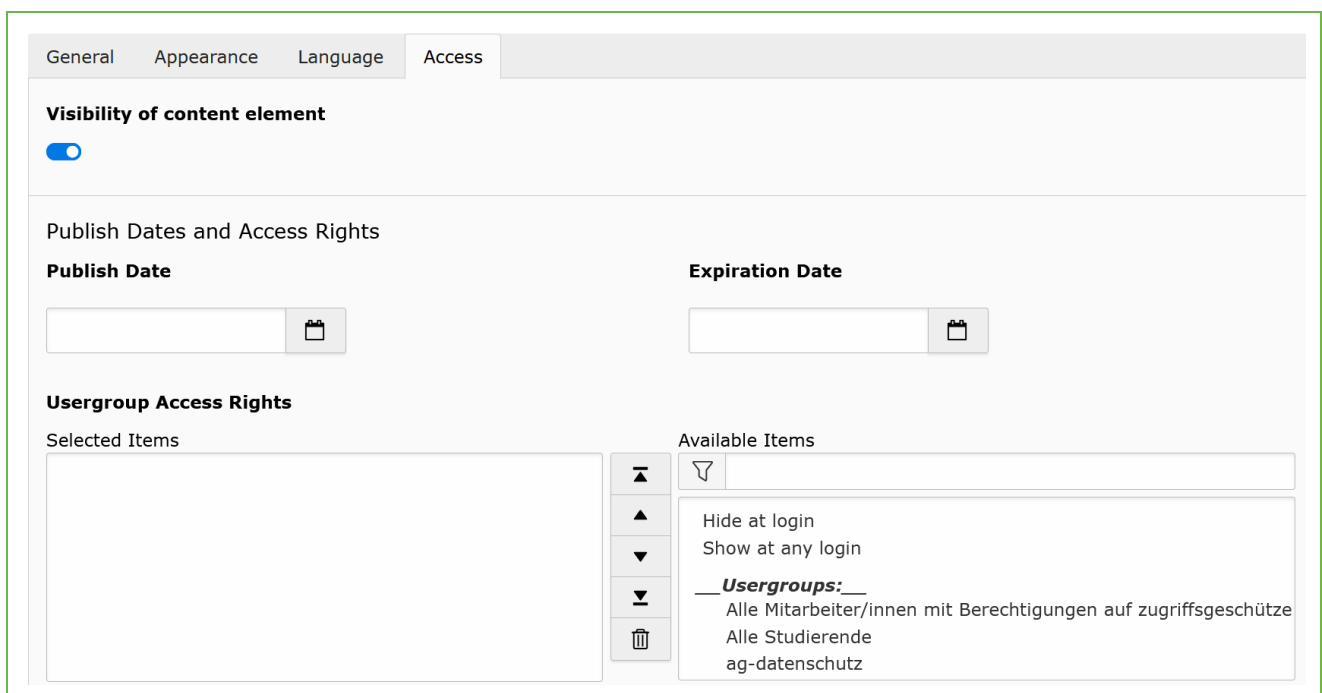 General Appearance Language Access
Visibility of content element
Publish Dates and Access Rights
Publish Date Expiration Date
Usergroup Access Rights
Selected Items Available Items
Hide at login
Show at any login
__Usergroups:__
Alle Mitarbeiter/innen mit Berechtigungen auf zugriffsgeschütze
Alle Studierende
ag-datenschutz